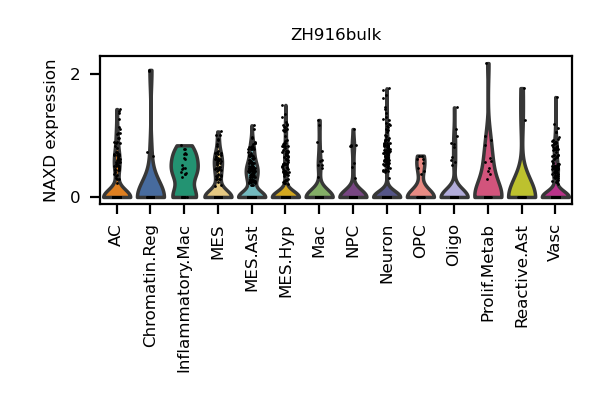 ZH916bulk
NAXD expression
2
0
AC
Chromatin.Reg
Inflammatory.Mac
MES
MES.Ast
MES.Hyp
Mac
NPC
Neuron
OPC
Oligo
Prolif.Metab
Reactive.Ast
Vasc